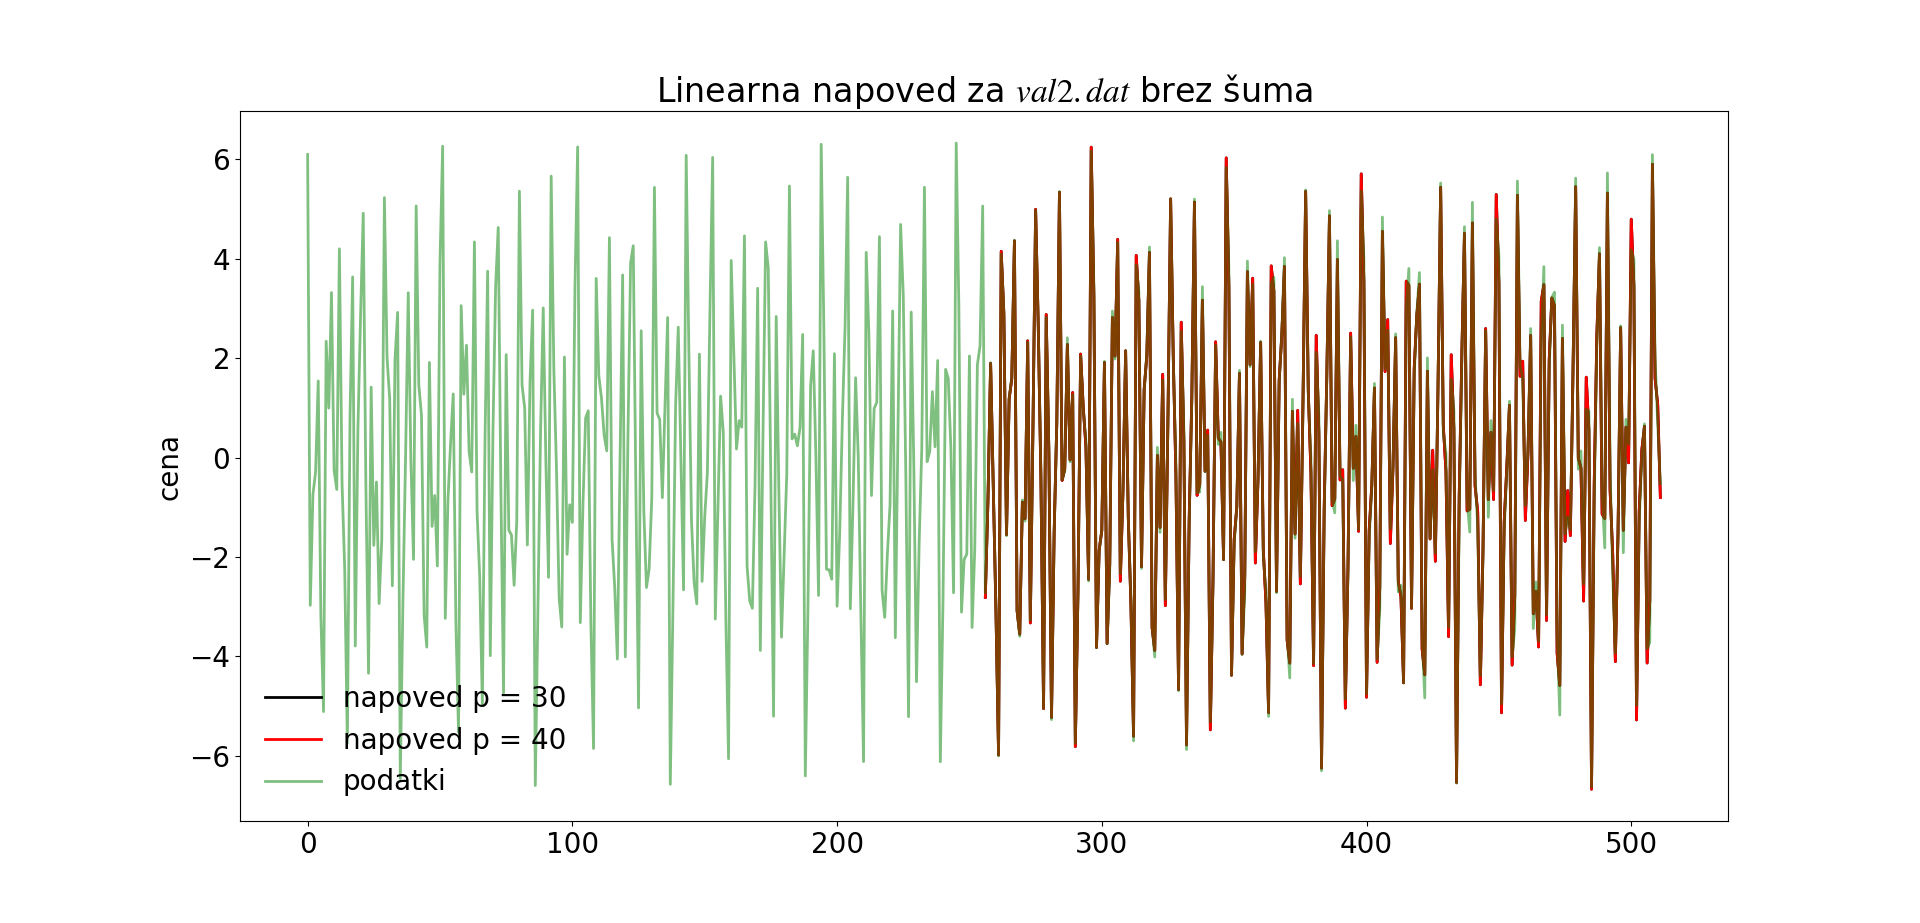 Linearna napoved za val2.dat brez šuma
6
4
2
0
−2
−4
−6
cena
napoved p = 30
napoved p = 40
podatki
0 100 200 300 400 500